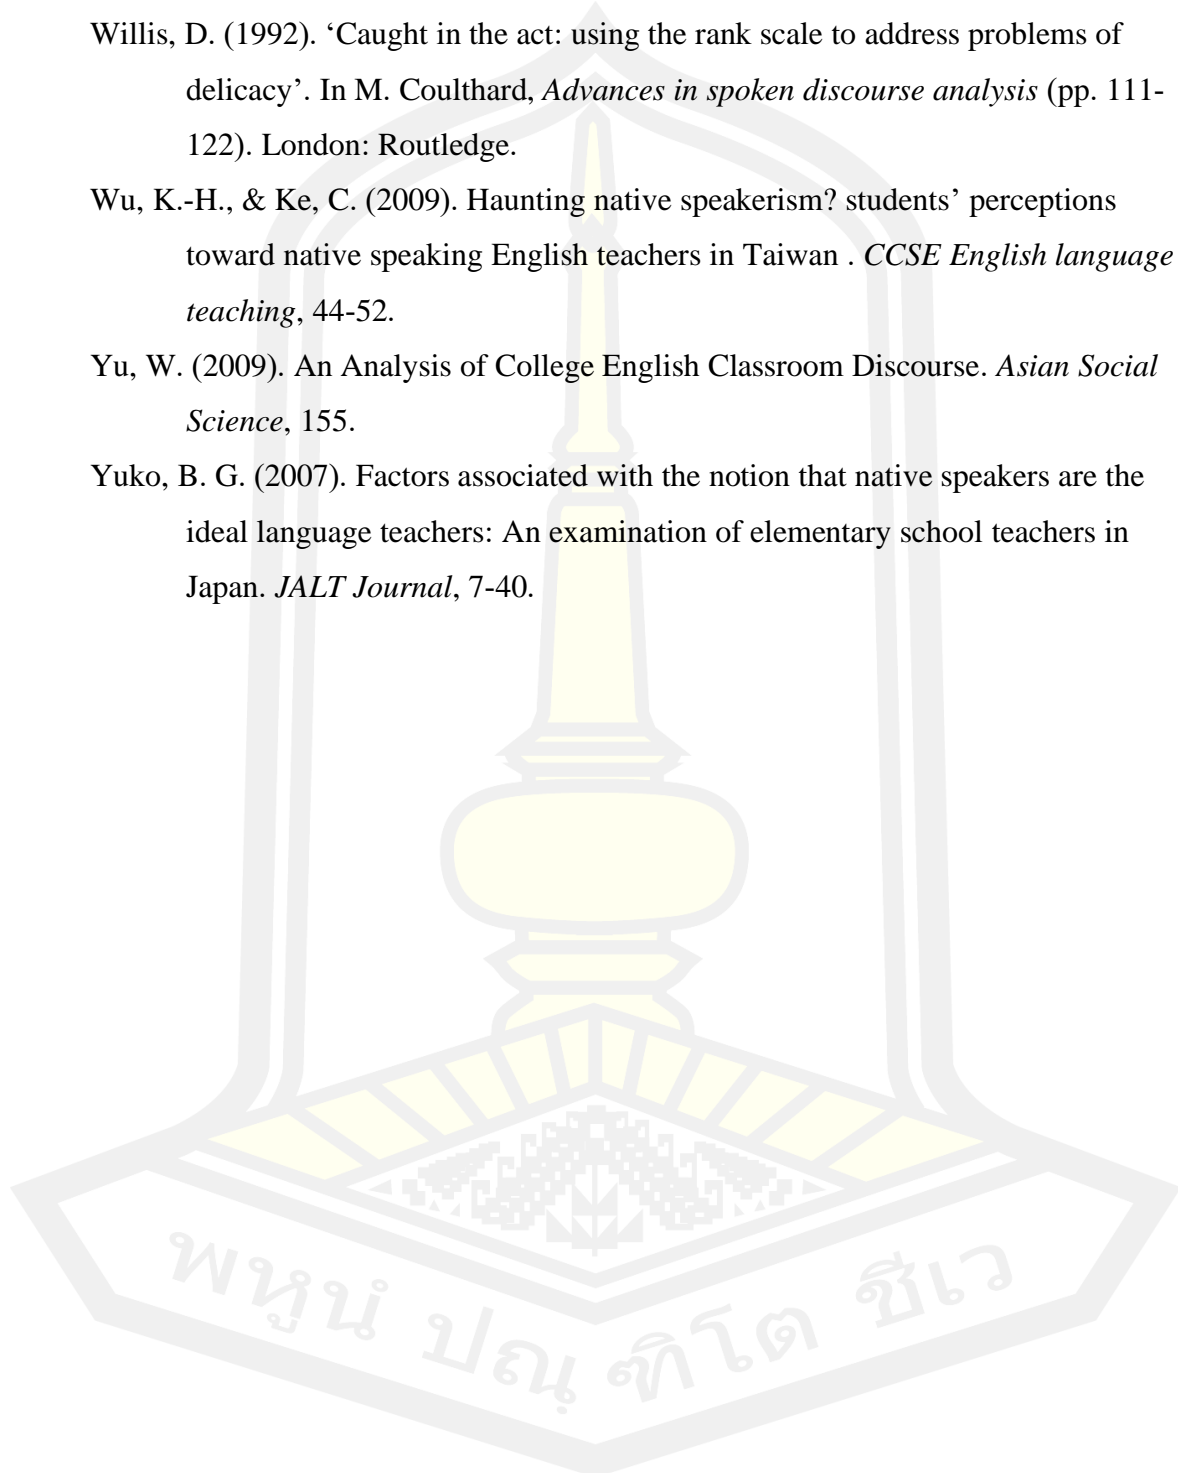 Willis, D. (1992). ‘Caught in the act: using the rank scale to address problems of
delicacy’. In M. Coulthard, Advances in spoken discourse analysis (pp. 111-
122). London: Routledge.
Wu, K.-H., & Ke, C. (2009). Haunting native speakerism? students’ perceptions
toward native speaking English teachers in Taiwan . CCSE English language
teaching, 44-52.
Yu, W. (2009). An Analysis of College English Classroom Discourse. Asian Social
Science, 155.
Yuko, B. G. (2007). Factors associated with the notion that native speakers are the
ideal language teachers: An examination of elementary school teachers in
Japan. JALT Journal, 7-40.
พหูนํ ปณฺฑิโต ชีเว